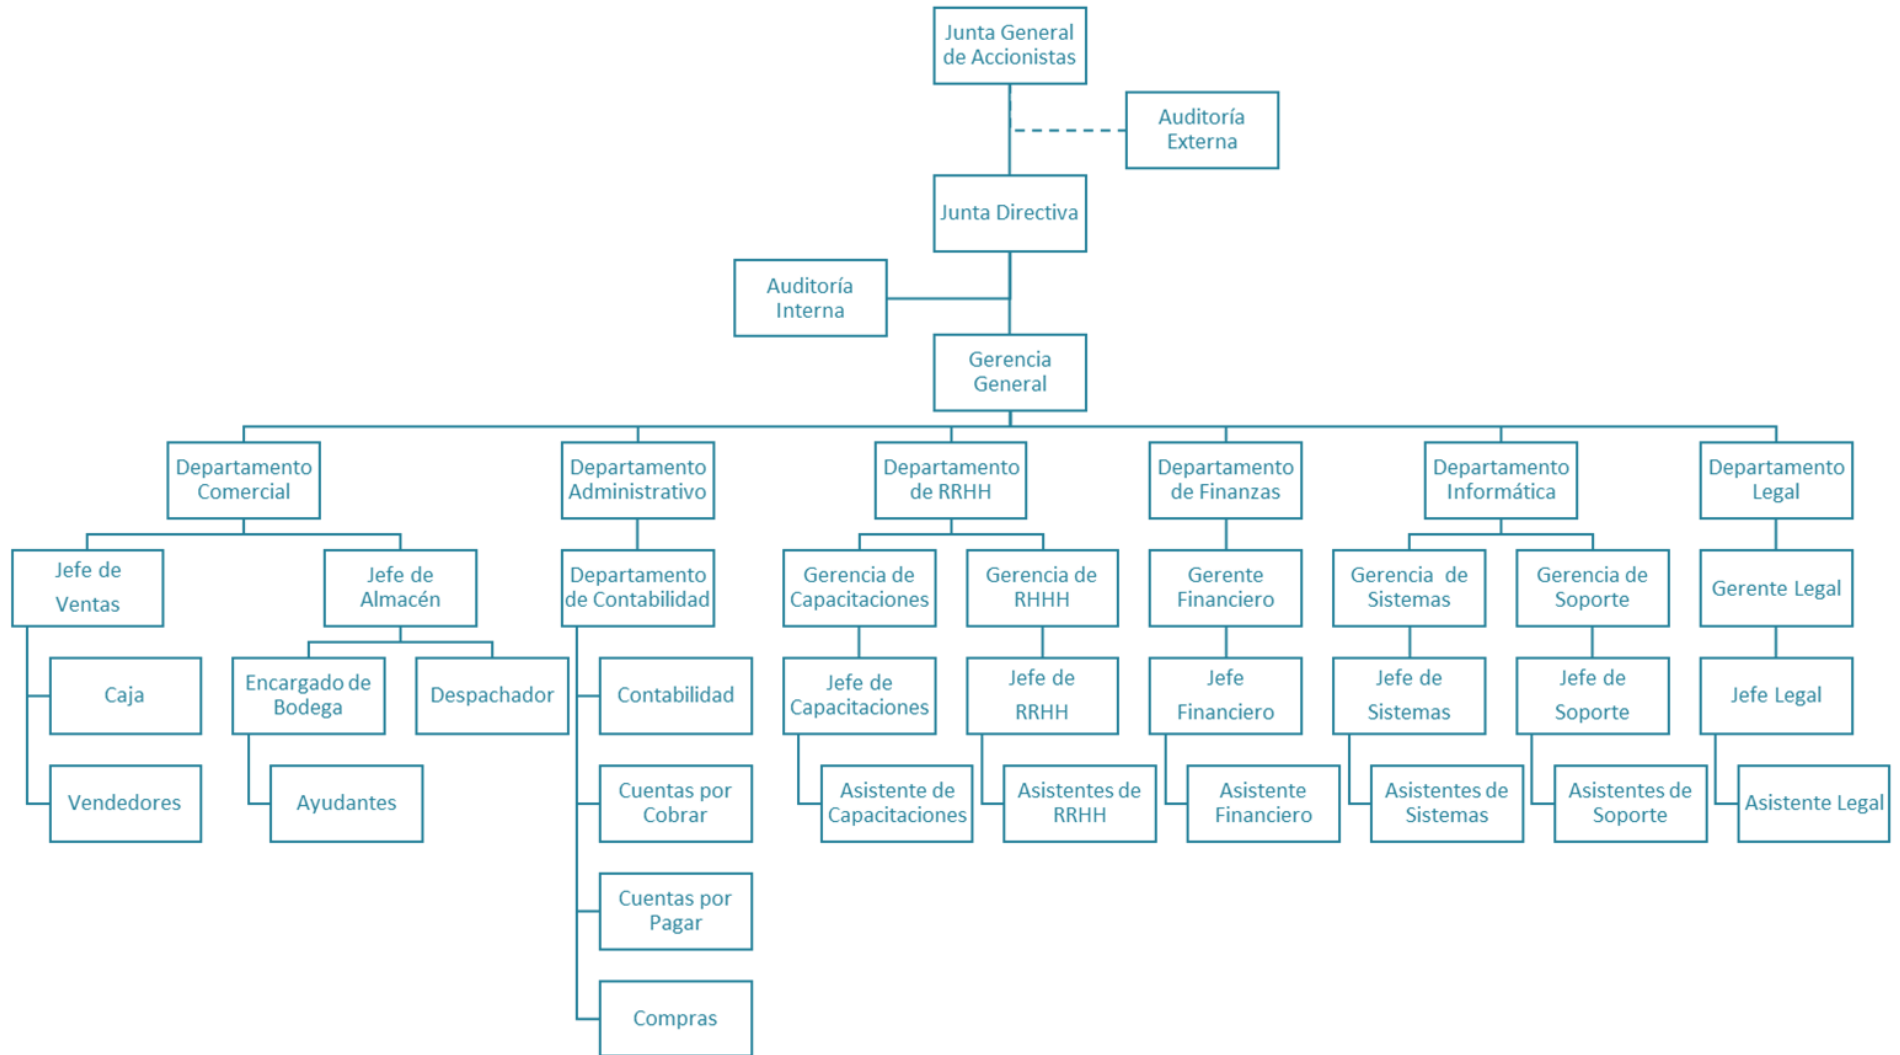 Junta General
de Accionistas
Auditoría
Externa
Junta Directiva
Auditoría
Interna
Gerencia
General
Departamento
Comercial
Departamento
Administrativo
Departamento
de RRHH
Departamento
de Finanzas
Departamento
Informática
Departamento
Legal
Jefe de
Ventas
Jefe de
Almacén
Departamento
de Contabilidad
Gerencia de
Capacitaciones
Gerencia de
RHHH
Gerente
Financiero
Gerencia de
Sistemas
Gerencia de
Soporte
Gerente Legal
Caja
Encargado de
Bodega
Despachador
Contabilidad
Jefe de
Capacitaciones
Jefe de
RRHH
Jefe
Financiero
Jefe de
Sistemas
Jefe de
Soporte
Jefe Legal
Vendedores
Ayudantes
Cuentas por
Cobrar
Asistente de
Capacitaciones
Asistentes de
RRHH
Asistente
Financiero
Asistentes de
Sistemas
Asistentes de
Soporte
Asistente Legal
Cuentas por
Pagar
Compras